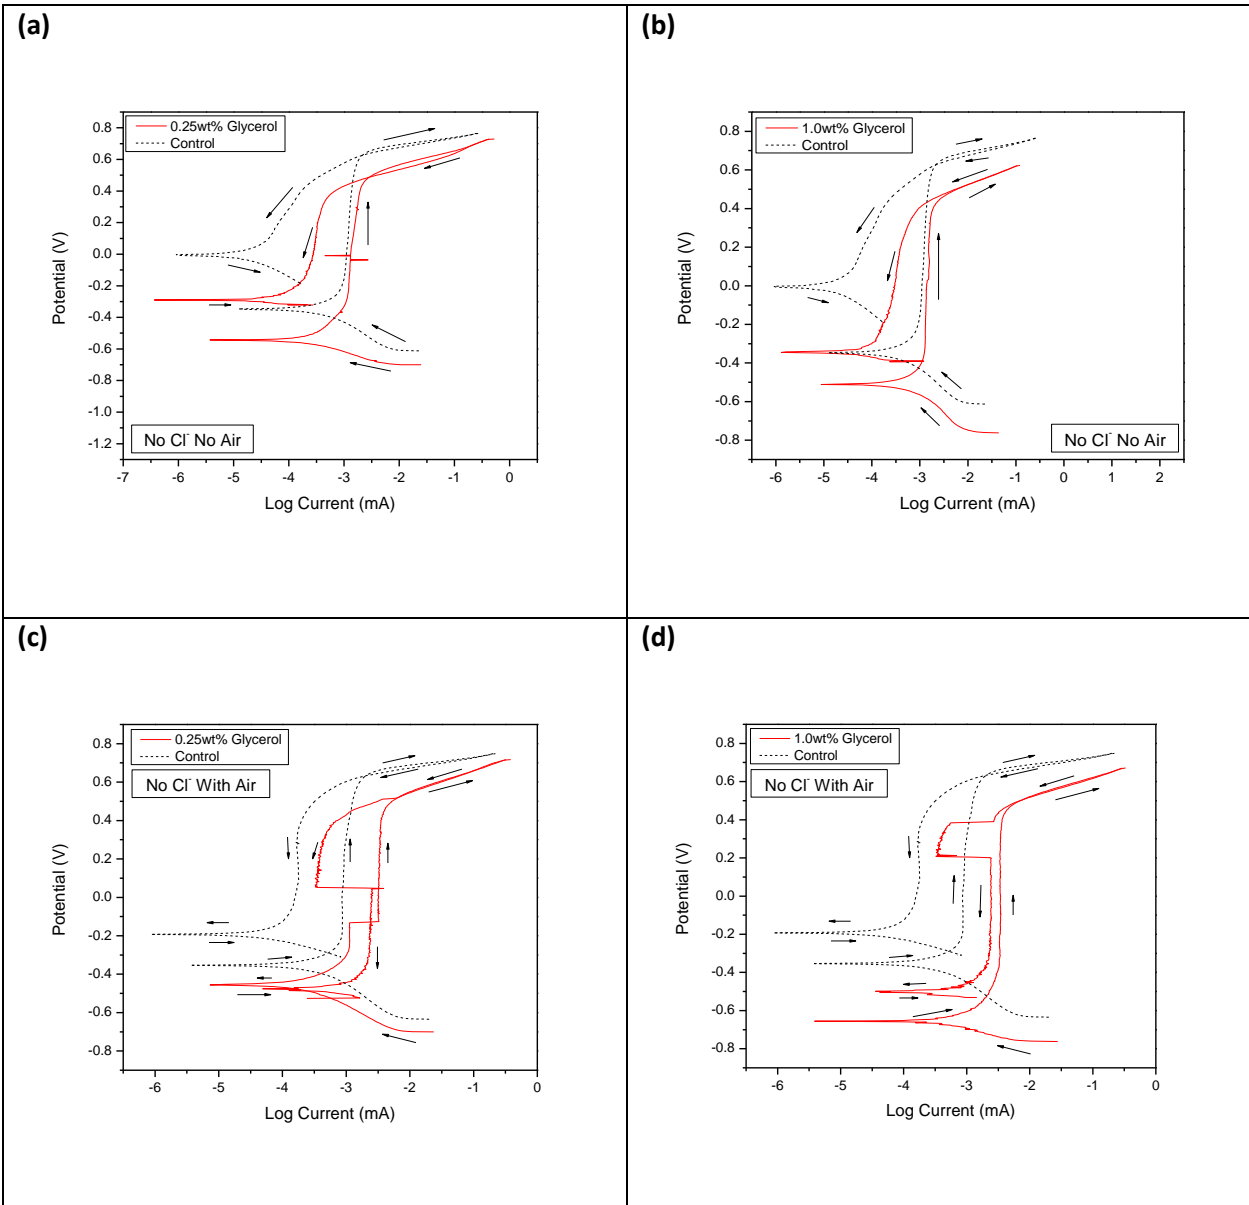 (a)
0.25wt% Glycerol
Control
0.8
0.6
0.4
0.2
0.0
-0.2
-0.4
-0.6
-0.8
-1.0
-1.2
Potential (V)
No Cl⁻ No Air
-7 -6 -5 -4 -3 -2 -1 0
Log Current (mA)
(b)
1.0wt% Glycerol
Control
0.8
0.6
0.4
0.2
0.0
-0.2
-0.4
-0.6
-0.8
Potential (V)
No Cl⁻ No Air
-6 -5 -4 -3 -2 -1 0 1 2
Log Current (mA)
(c)
0.25wt% Glycerol
Control
No Cl⁻ With Air
0.8
0.6
0.4
0.2
0.0
-0.2
-0.4
-0.6
-0.8
Potential (V)
-6 -5 -4 -3 -2 -1 0
Log Current (mA)
(d)
1.0wt% Glycerol
Control
No Cl⁻ With Air
0.8
0.6
0.4
0.2
0.0
-0.2
-0.4
-0.6
-0.8
Potential (V)
-6 -5 -4 -3 -2 -1 0
Log Current (mA)